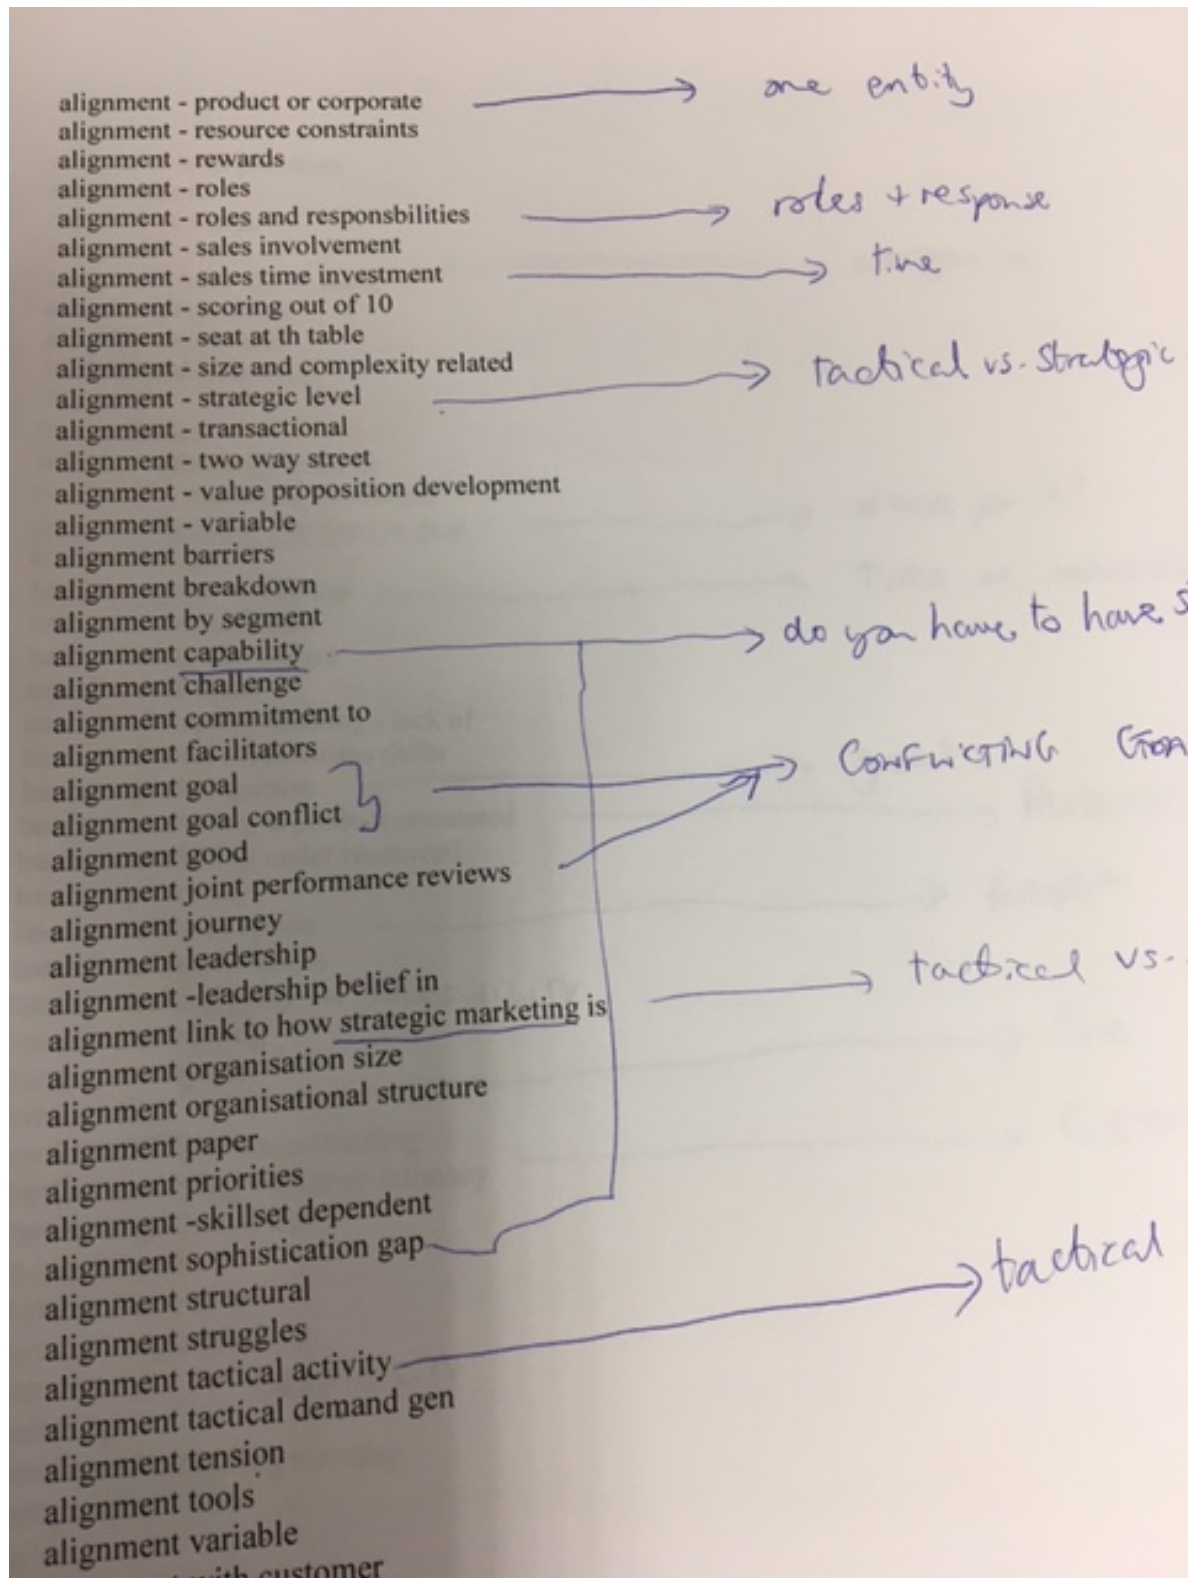 alignment - product or corporate → one entity
alignment - resource constraints
alignment - rewards
alignment - roles
alignment - roles and responsbilities → roles + response
alignment - sales involvement
alignment - sales time investment → time
alignment - scoring out of 10
alignment - seat at th table
alignment - size and complexity related
alignment - strategic level → tactical vs. Strategic
alignment - transactional
alignment - two way street
alignment - value proposition development
alignment - variable
alignment barriers
alignment breakdown
alignment by segment
alignment capability → do you have to have s
alignment challenge
alignment commitment to
alignment facilitators
alignment goal → CONFLICTING GOA
alignment goal conflict
alignment good
alignment joint performance reviews
alignment journey
alignment leadership
alignment -leadership belief in
alignment link to how strategic marketing is → tactical vs.
alignment organisation size
alignment organisational structure
alignment paper
alignment priorities
alignment -skillset dependent
alignment sophistication gap
alignment structural
alignment struggles
alignment tactical activity → tactical
alignment tactical demand gen
alignment tension
alignment tools
alignment variable
with customer